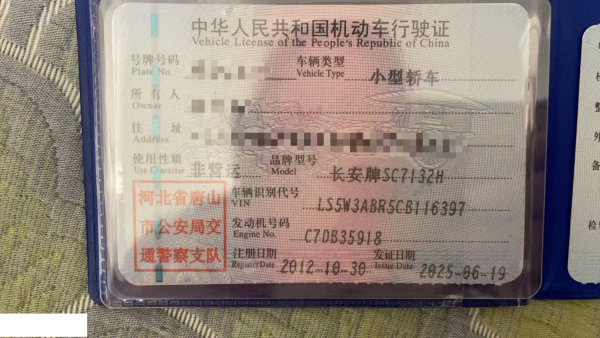 中华人民共和国机动车行驶证
Vehicle License of the People's Republic of China
号牌号码
Plate No.
车辆类型
Vehicle Type
小型轿车
所有人
Owner
住址
Address
使用性质
Use Character
非营运
品牌型号
Model
长安牌SC7132H
河北省唐山
市公安局交
通警察支队
车辆识别代号
VIN
LS5W3ABR5CB116397
发动机号码
Engine No.
C7DB35918
注册日期
Register Date
2012-10-30
发证日期
Issue Date
2025-06-19